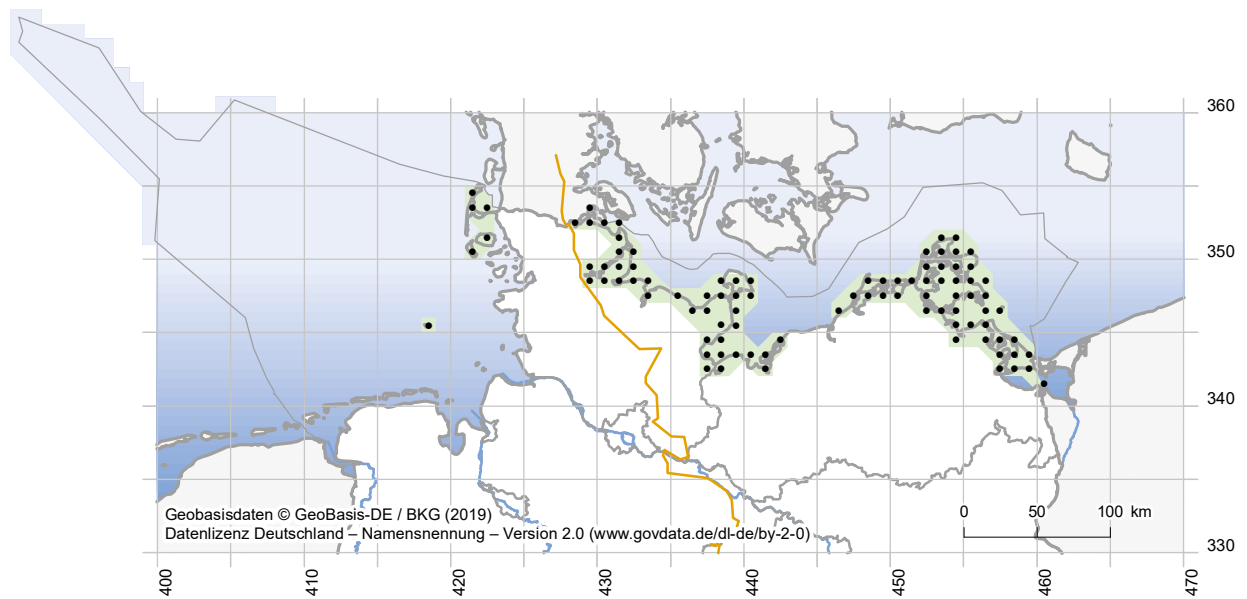 360
350
340
Geobasisdaten © GeoBasis-DE / BKG (2019)
0 50 100 km
Datenlizenz Deutschland – Namensnennung – Version 2.0 (www.govdata.de/dl-de/by-2-0)
330
400 410 420 430 440 450 460 470